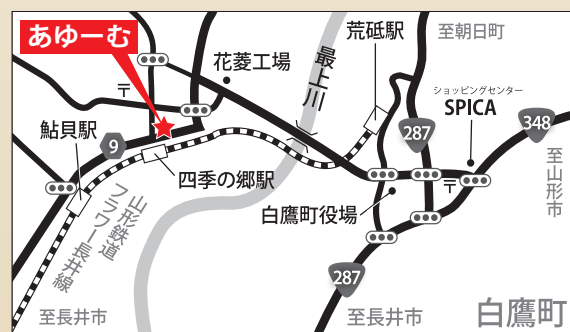 あゆーむ
荒砥駅
至朝日町
花菱工場
最上川
〒
ショッピングセンター
SPICA
鮎貝駅
9
287
348
四季の郷駅
至山形市
〒
白鷹町役場
山形鉄道
フラワー長井線
287
至長井市
至長井市
白鷹町